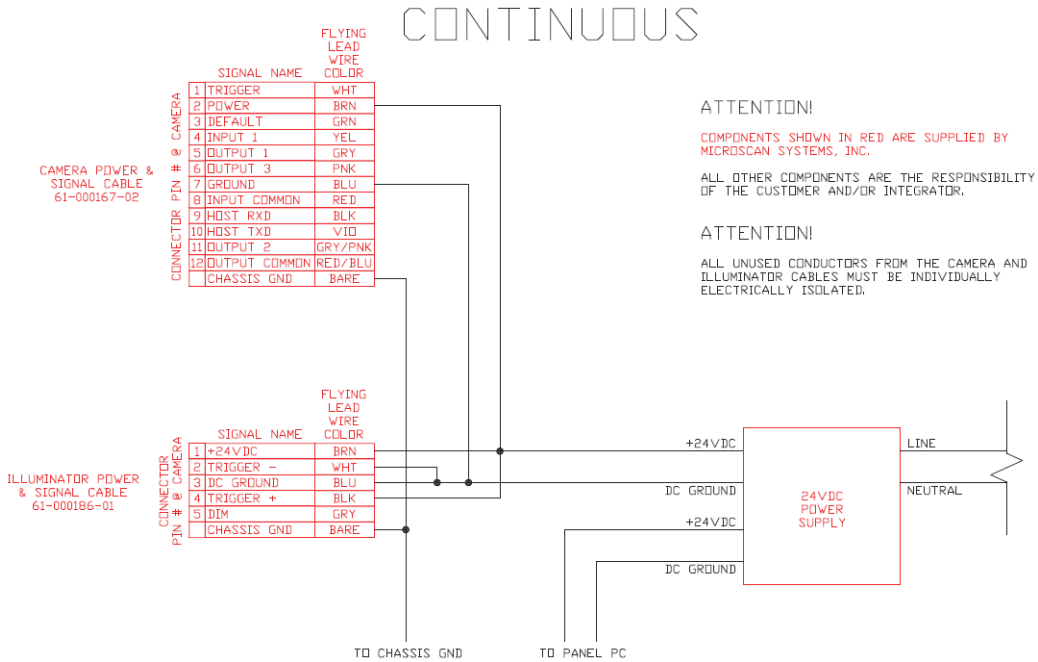 CONTINUOUS
FLYING
LEAD
WIRE
SIGNAL NAME COLOR
1 TRIGGER WHT
2 POWER BRN
3 DEFAULT GRN
4 INPUT 1 YEL
5 OUTPUT 1 GRY
6 OUTPUT 3 PNK
7 GROUND BLU
8 INPUT COMMON RED
9 HOST RXD BLK
10 HOST TXD VIO
11 OUTPUT 2 GRY/PNK
12 OUTPUT COMMON RED/BLU
CHASSIS GND BARE
CONNECTOR PIN # @ CAMERA
CAMERA POWER &
SIGNAL CABLE
61-000167-02
ATTENTION!
COMPONENTS SHOWN IN RED ARE SUPPLIED BY
MICROSCAN SYSTEMS, INC.
ALL OTHER COMPONENTS ARE THE RESPONSIBILITY
OF THE CUSTOMER AND/OR INTEGRATOR.
ATTENTION!
ALL UNUSED CONDUCTORS FROM THE CAMERA AND
ILLUMINATOR CABLES MUST BE INDIVIDUALLY
ELECTRICALLY ISOLATED.
FLYING
LEAD
WIRE
SIGNAL NAME COLOR
1 +24VDC BRN
2 TRIGGER - WHT
3 DC GROUND BLU
4 TRIGGER + BLK
5 DIM GRY
CHASSIS GND BARE
CONNECTOR
PIN # @ CAMERA
ILLUMINATOR POWER
& SIGNAL CABLE
61-000186-01
+24VDC
DC GROUND
+24VDC
DC GROUND
24VDC
POWER
SUPPLY
LINE
NEUTRAL
TO CHASSIS GND
TO PANEL PC